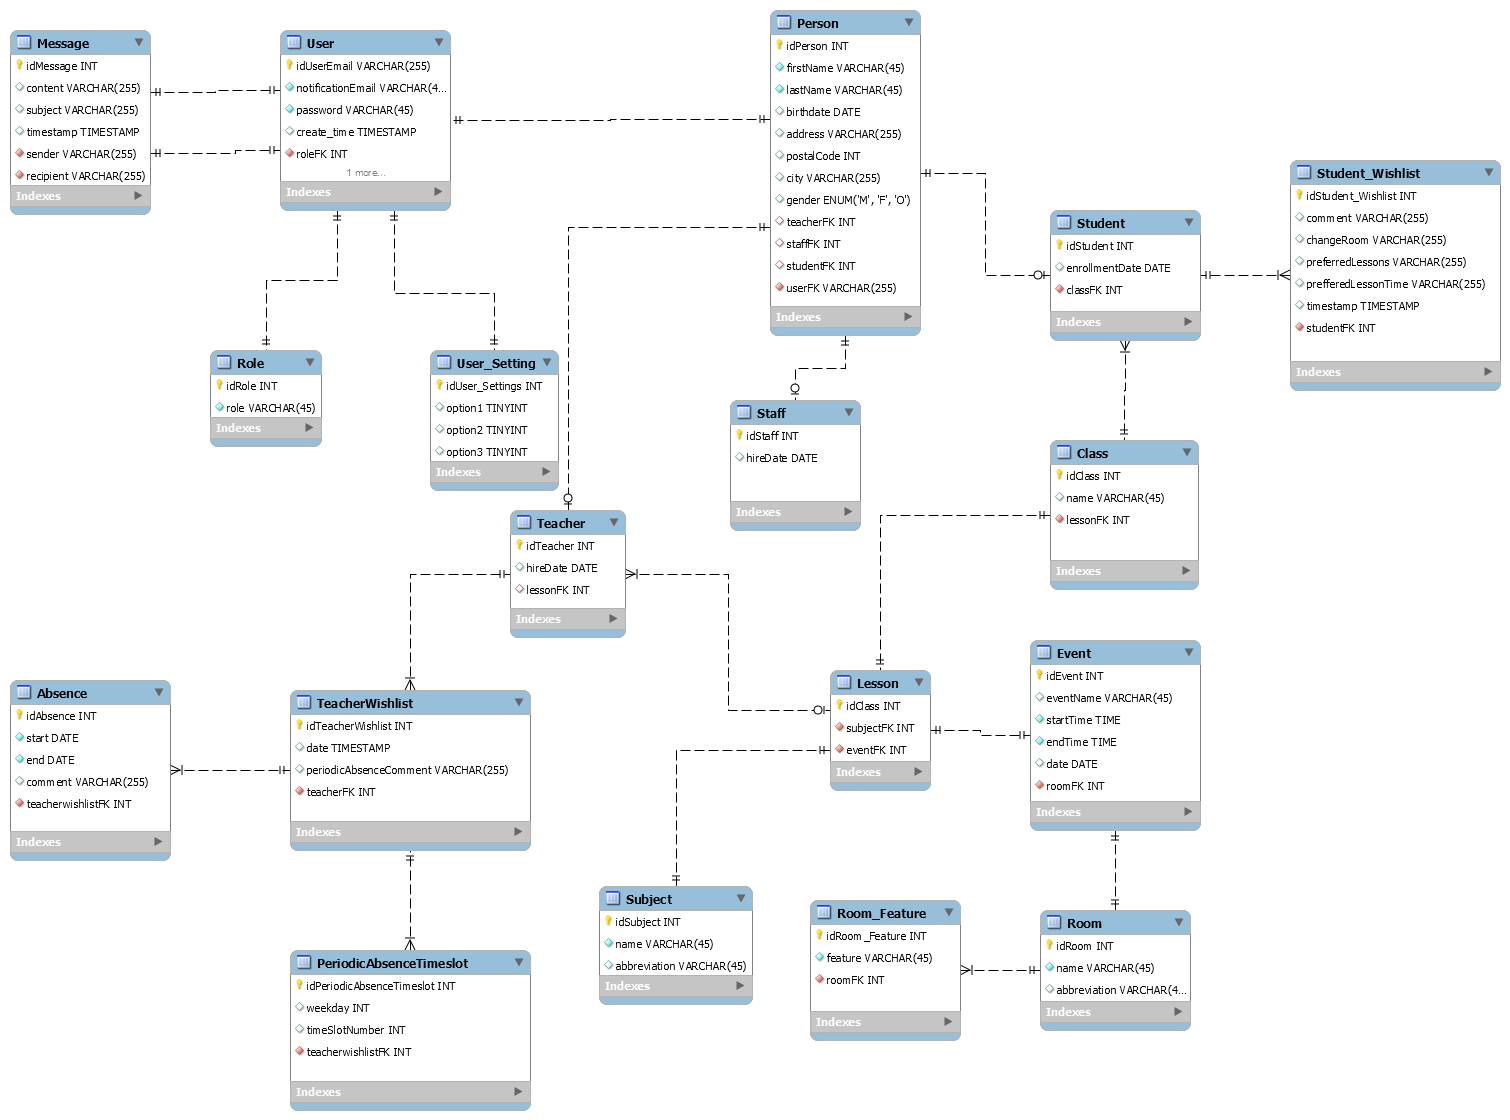 Message
idMessage INT
content VARCHAR(255)
subject VARCHAR(255)
timestamp TIMESTAMP
sender VARCHAR(255)
recipient VARCHAR(255)
Indexes
User
idUserEmail VARCHAR(255)
notificationEmail VARCHAR(4...
password VARCHAR(45)
create_time TIMESTAMP
roleFK INT
1 more...
Indexes
Person
idPerson INT
firstName VARCHAR(45)
lastName VARCHAR(45)
birthdate DATE
address VARCHAR(255)
postalCode INT
city VARCHAR(255)
gender ENUM('M', 'F', 'O')
teacherFK INT
staffFK INT
studentFK INT
userFK VARCHAR(255)
Indexes
Student
idStudent INT
enrollmentDate DATE
classFK INT
Indexes
Student_Wishlist
idStudent_Wishlist INT
comment VARCHAR(255)
changeRoom VARCHAR(255)
preferredLessons VARCHAR(255)
prefferedLessonTime VARCHAR(255)
timestamp TIMESTAMP
studentFK INT
Indexes
Role
idRole INT
role VARCHAR(45)
Indexes
User_Setting
idUser_Settings INT
option1 TINYINT
option2 TINYINT
option3 TINYINT
Indexes
Staff
idStaff INT
hireDate DATE
Indexes
Class
idClass INT
name VARCHAR(45)
lessonFK INT
Indexes
Teacher
idTeacher INT
hireDate DATE
lessonFK INT
Indexes
Absence
idAbsence INT
start DATE
end DATE
comment VARCHAR(255)
teacherwishlistFK INT
Indexes
TeacherWishlist
idTeacherWishlist INT
date TIMESTAMP
periodicAbsenceComment VARCHAR(255)
teacherFK INT
Indexes
Lesson
idClass INT
subjectFK INT
eventFK INT
Indexes
Event
idEvent INT
eventName VARCHAR(45)
startTime TIME
endTime TIME
date DATE
roomFK INT
Indexes
Subject
idSubject INT
name VARCHAR(45)
abbreviation VARCHAR(45)
Indexes
Room_Feature
idRoom_Feature INT
feature VARCHAR(45)
roomFK INT
Indexes
Room
idRoom INT
name VARCHAR(45)
abbreviation VARCHAR(4...
Indexes
PeriodicAbsenceTimeslot
idPeriodicAbsenceTimeslot INT
weekday INT
timeSlotNumber INT
teacherwishlistFK INT
Indexes